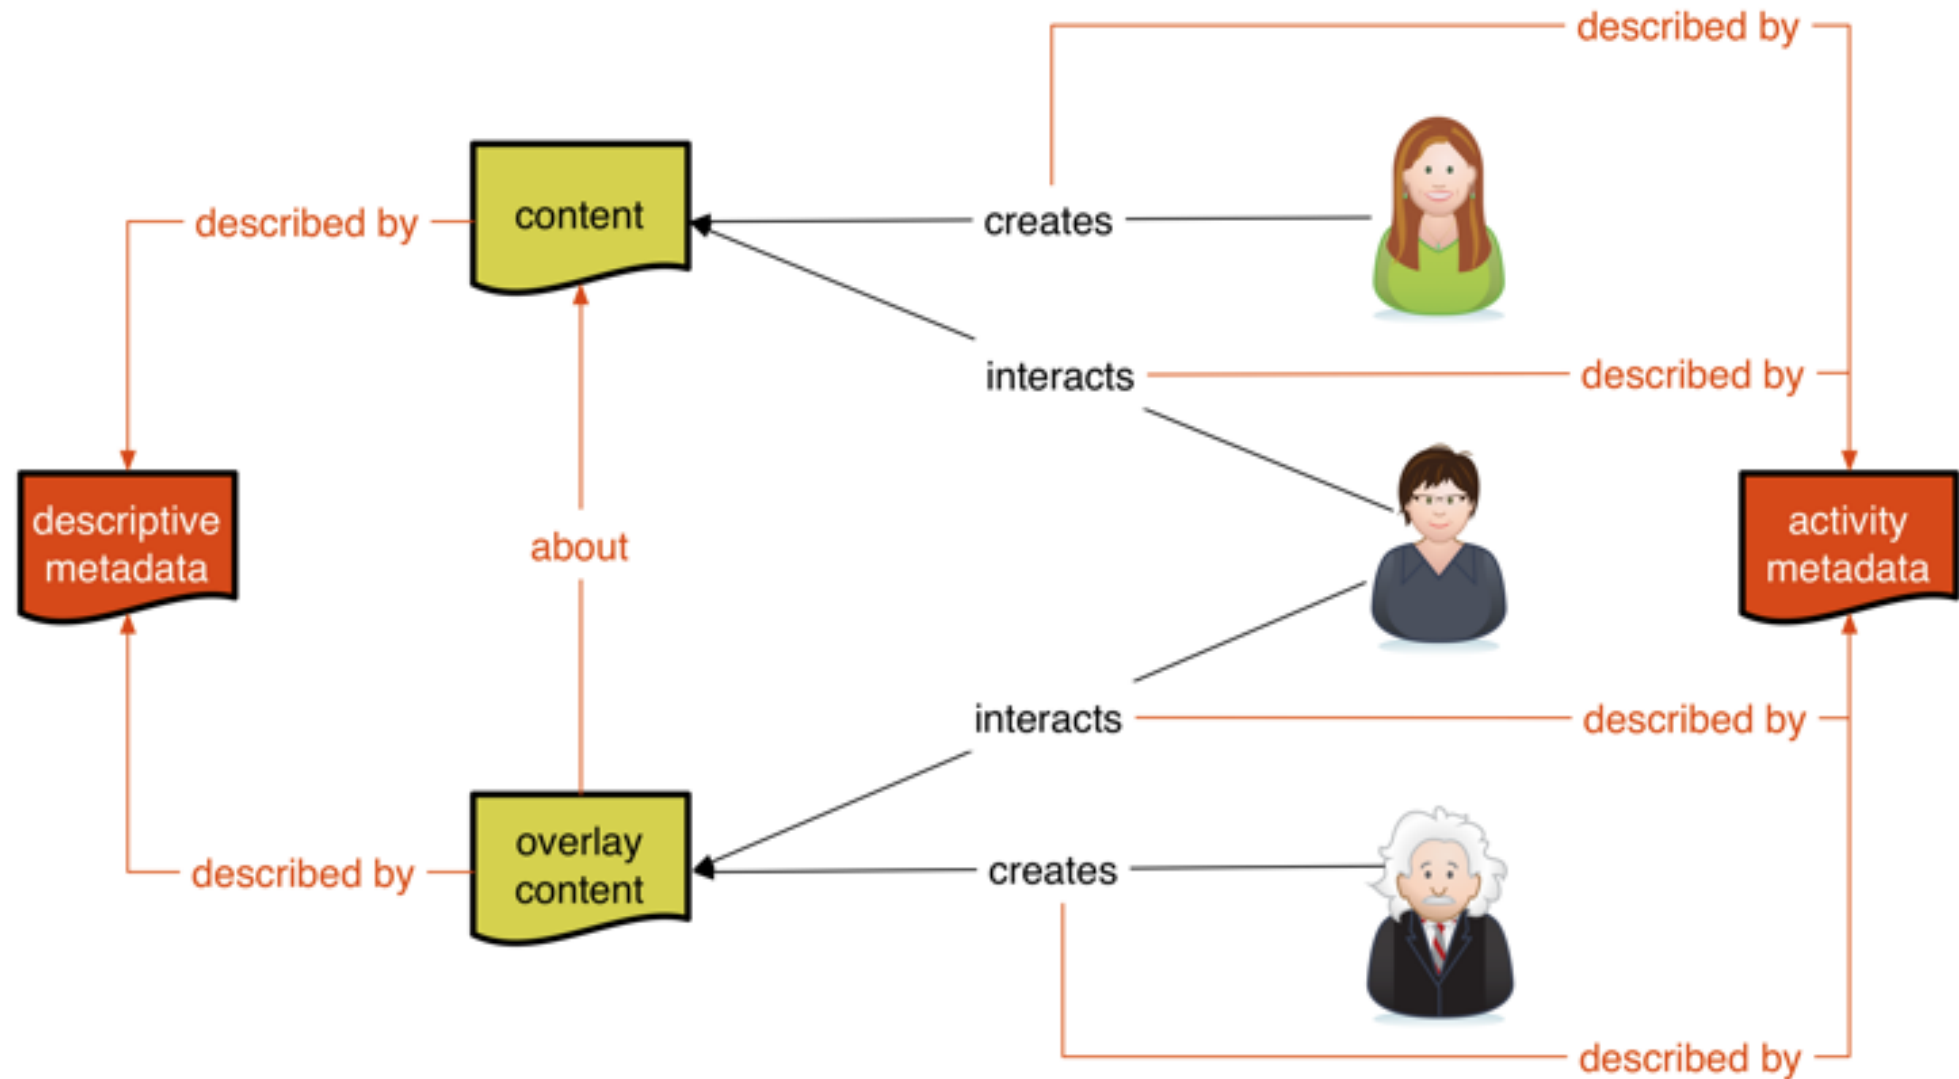 described by
described by
content
creates
interacts
described by
descriptive
metadata
about
activity
metadata
interacts
described by
overlay
content
described by
creates
described by